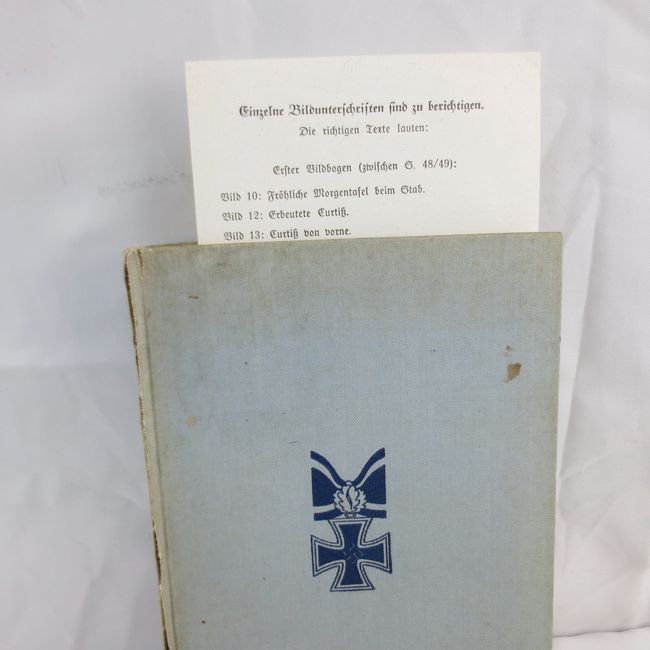 Einzelne Bildunterschriften sind zu berichtigen.
Die richtigen Texte lauten:
Erster Bildbogen (zwischen S. 48/49):
Bild 10: Fröhliche Morgentafel beim Stab.
Bild 12: Erbeutete Curtiß.
Bild 13: Curtiß von vorne.